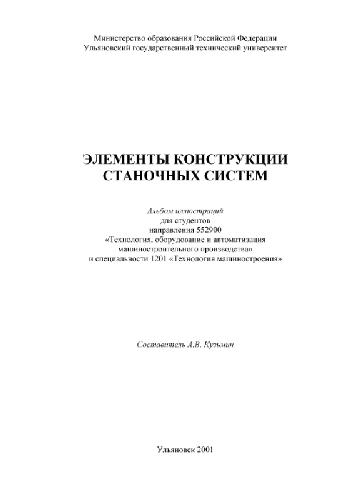 Министерство образования Российской Федерации
Ульяновский государственный технический университет
ЭЛЕМЕНТЫ КОНСТРУКЦИИ
СТАНОЧНЫХ СИСТЕМ
Альбом иллюстраций
для студентов
направления 552900
«Технология, оборудование и автоматизация
машиностроительного производства»
и специальности 1201 «Технология машиностроения»
Составитель А.В. Кузьмин
Ульяновск 2001